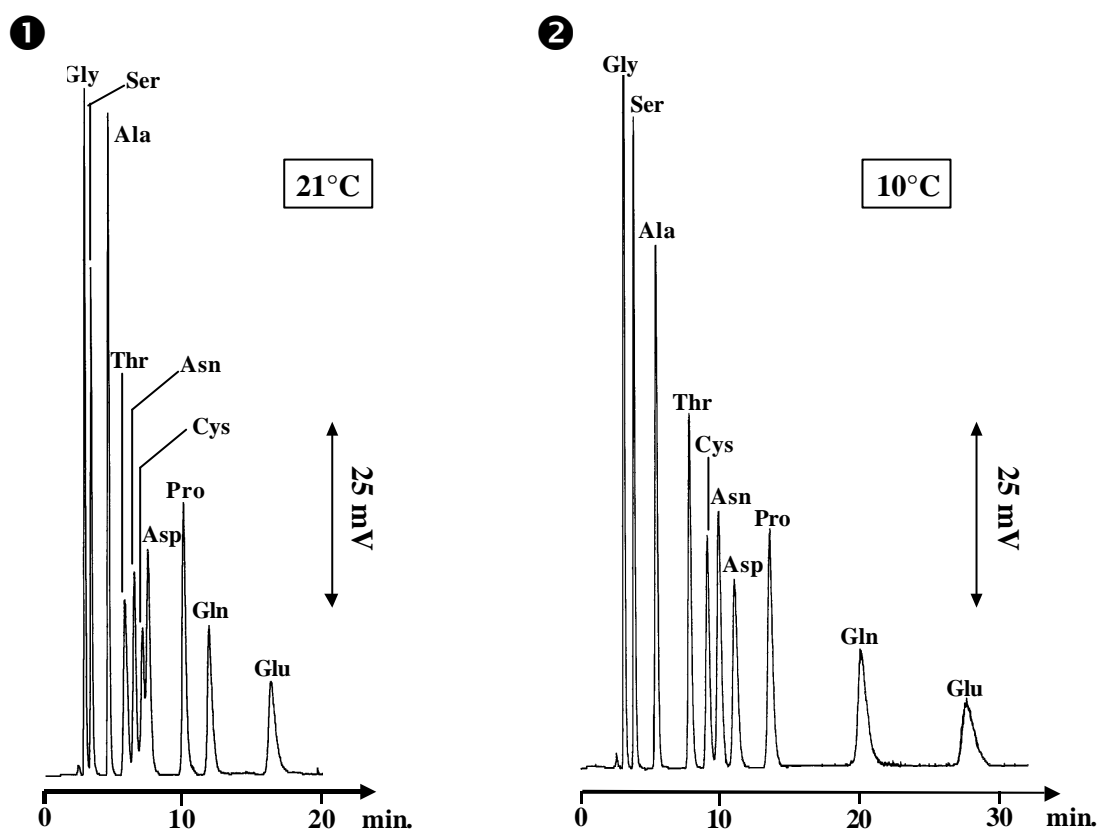 ❶
Gly
Ser
Ala
21°C
Thr
Asn
Cys
25 mV
Pro
Asp
Gln
Glu
0 10 20 min.
❷
Gly
Ser
Ala
10°C
Thr
Cys
25 mV
Asn
Pro
Asp
Gln
Glu
0 10 20 30 min.